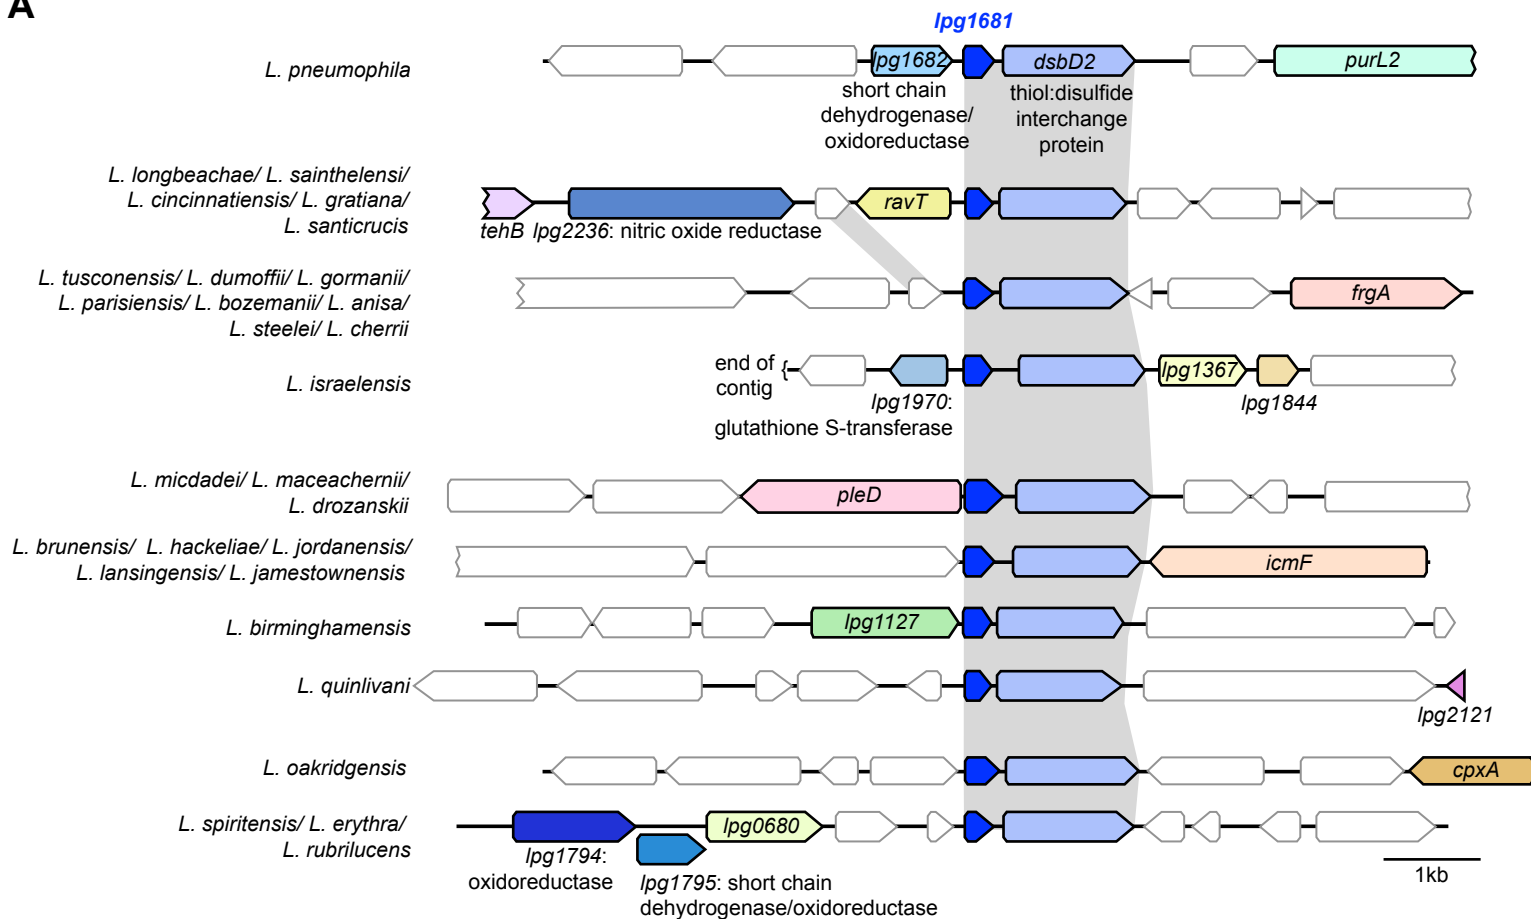 A
lpg1681
L. pneumophila
lpg1682
dsbD2
purL2
short chain
dehydrogenase/
oxidoreductase
thiol:disulfide
interchange
protein
L. longbeachae/ L. sainthelensi/
L. cincinnatiensis/ L. gratiana/
L. santicrucis
ravT
tehB lpg2236: nitric oxide reductase
L. tusconensis/ L. dumoffii/ L. gormanii/
L. parisiensis/ L. bozemanii/ L. anisa/
L. steelei/ L. cherrii
frgA
L. israelensis
end of {
contig
lpg1367
lpg1970:
glutathione S-transferase
lpg1844
L. micdadei/ L. maceachernii/
L. drozanskii
pleD
L. brunensis/ L. hackeliae/ L. jordanensis/
L. lansingensis/ L. jamestownensis
icmF
L. birminghamensis
lpg1127
L. quinlivani
lpg2121
L. oakridgensis
cpxA
L. spiritensis/ L. erythra/
L. rubrilucens
lpg0680
lpg1794:
oxidoreductase
lpg1795: short chain
dehydrogenase/oxidoreductase
1kb